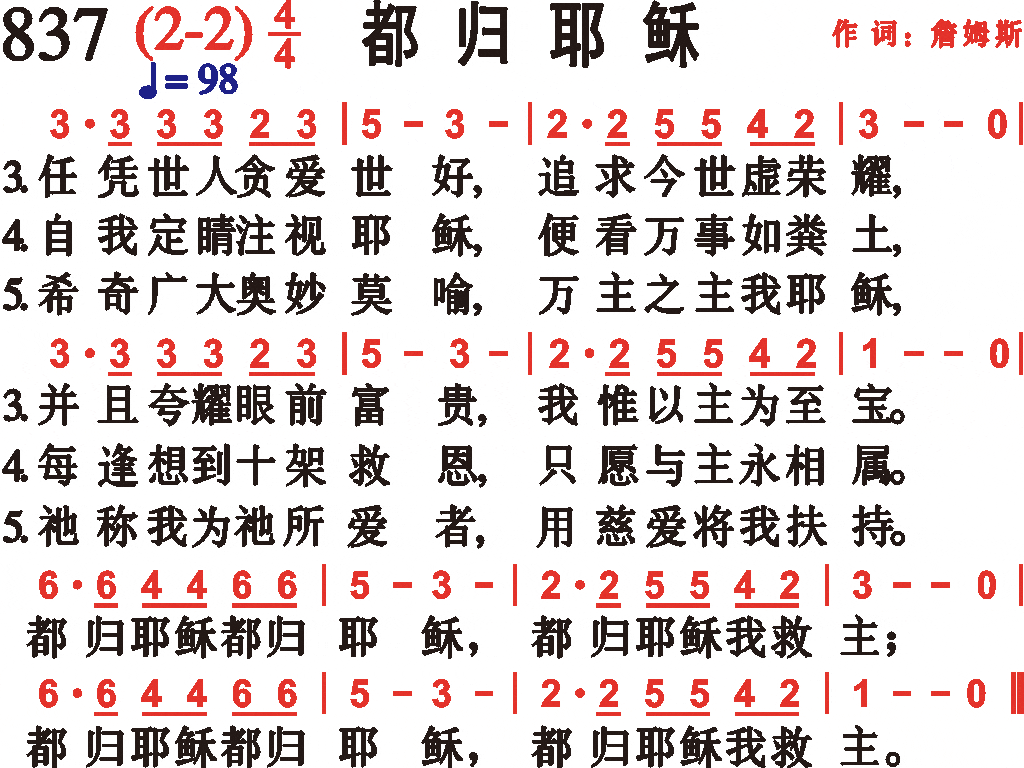 837 (2-2) 4/4 都归耶稣 作词：詹姆斯
♩=98
3·3 3 3 2 3 | 5 - 3 - | 2·2 5 5 4 2 | 3 - - 0 |
3.任凭世人贪爱世好,追求今世虚荣耀,
4.自我定睛注视耶稣,便看万事如粪土,
5.希奇广大奥妙莫喻,万主之主我耶稣,
3·3 3 3 2 3 | 5 - 3 - | 2·2 5 5 4 2 | 1 - - 0 |
3.并且夸耀眼前富贵,我惟以主为至宝。
4.每逢想到十架救恩,只愿与主永相属。
5.祂称我为祂所爱者,用慈爱将我扶持。
6·6 4 4 6 6 | 5 - 3 - | 2·2 5 5 4 2 | 3 - - 0 |
都归耶稣都归耶稣，都归耶稣我救主；
6·6 4 4 6 6 | 5 - 3 - | 2·2 5 5 4 2 | 1 - - 0 ‖
都归耶稣都归耶稣，都归耶稣我救主。